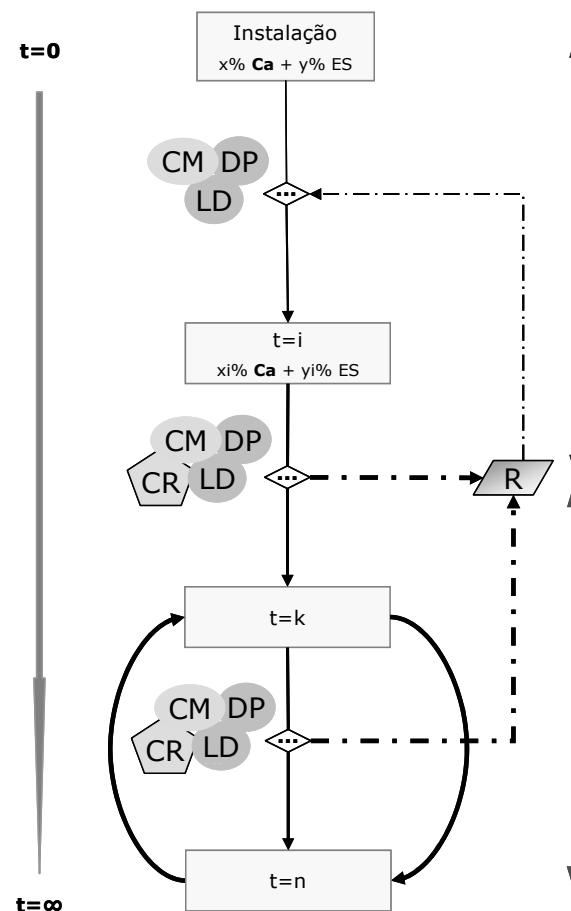 Instalação
t=0
x% Ca + y% ES
CM DP
...
LD
t=i
xi% Ca + yi% ES
CM DP
...
R
CR LD
t=k
CM DP
...
CR LD
t=n
t=∞